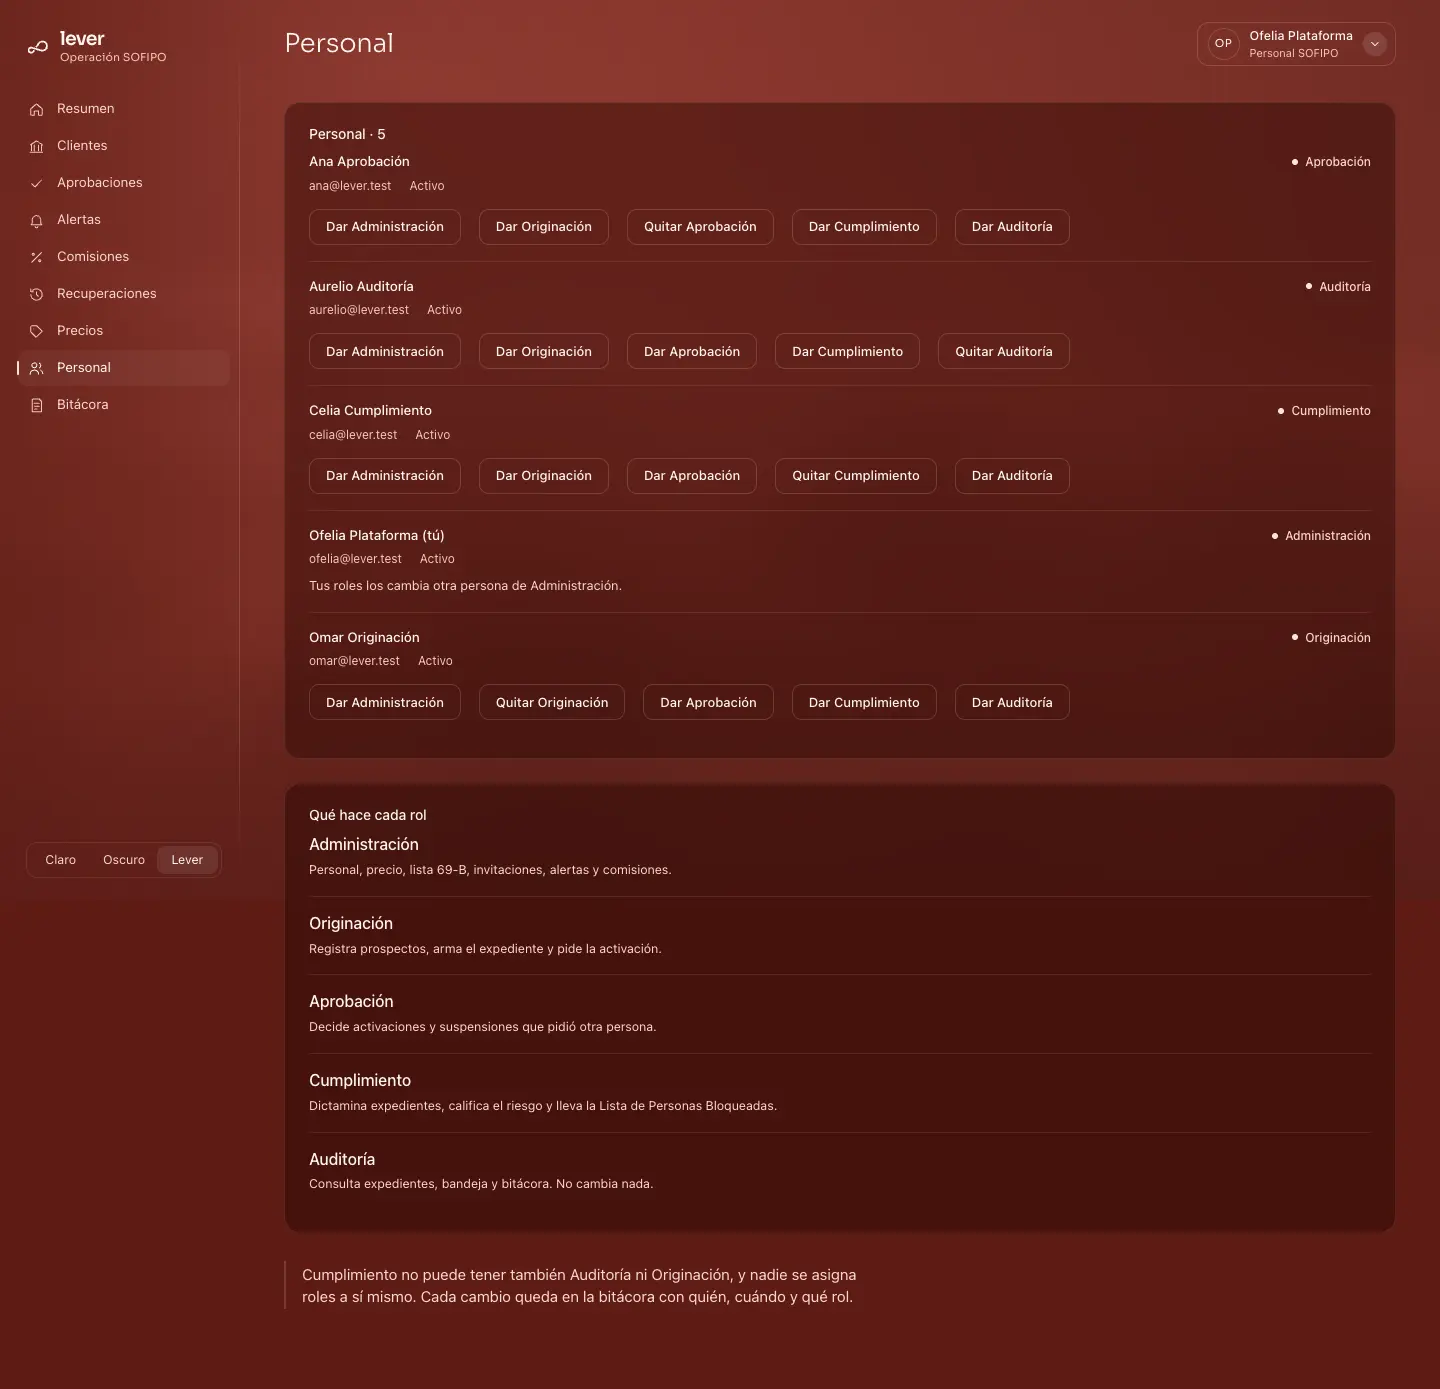 lever
Operación SOFIPO
Resumen
Clientes
Aprobaciones
Alertas
Comisiones
Recuperaciones
Precios
Personal
Bitácora
Claro Oscuro Lever
Personal
OP
Ofelia Plataforma
Personal SOFIPO
Personal · 5
Ana Aprobación
Aprobación
ana@lever.test Activo
Dar Administración Dar Originación Quitar Aprobación Dar Cumplimiento Dar Auditoría
Aurelio Auditoría
Auditoría
aurelio@lever.test Activo
Dar Administración Dar Originación Dar Aprobación Dar Cumplimiento Quitar Auditoría
Celia Cumplimiento
Cumplimiento
celia@lever.test Activo
Dar Administración Dar Originación Dar Aprobación Quitar Cumplimiento Dar Auditoría
Ofelia Plataforma (tú)
Administración
ofelia@lever.test Activo
Tus roles los cambia otra persona de Administración.
Omar Originación
Originación
omar@lever.test Activo
Dar Administración Quitar Originación Dar Aprobación Dar Cumplimiento Dar Auditoría
Qué hace cada rol
Administración
Personal, precio, lista 69-B, invitaciones, alertas y comisiones.
Originación
Registra prospectos, arma el expediente y pide la activación.
Aprobación
Decide activaciones y suspensiones que pidió otra persona.
Cumplimiento
Dictamina expedientes, califica el riesgo y lleva la Lista de Personas Bloqueadas.
Auditoría
Consulta expedientes, bandeja y bitácora. No cambia nada.
Cumplimiento no puede tener también Auditoría ni Originación, y nadie se asigna
roles a sí mismo. Cada cambio queda en la bitácora con quién, cuándo y qué rol.